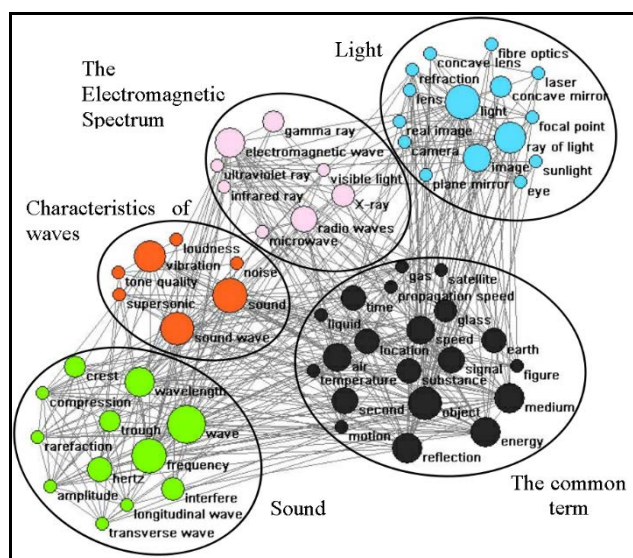 Light
fibre optics
concave lens
refraction
laser
lens
concave mirror
light
real image
focal point
camera
ray of light
image
sunlight
plane mirror
eye
The
Electromagnetic
Spectrum
gamma ray
electromagnetic wave
ultraviolet ray
visible light
infrared ray
X-ray
radio waves
microwave
Characteristics of
waves
loudness
vibration
noise
tone quality
supersonic
sound
sound wave
gas
satellite
time
propagation speed
liquid
glass
location
speed
earth
air
signal
figure
temperature
substance
second
object
medium
motion
energy
reflection
The common
term
crest
wavelength
compression
trough
wave
rarefaction
frequency
hertz
amplitude
interfere
longitudinal wave
transverse wave
Sound